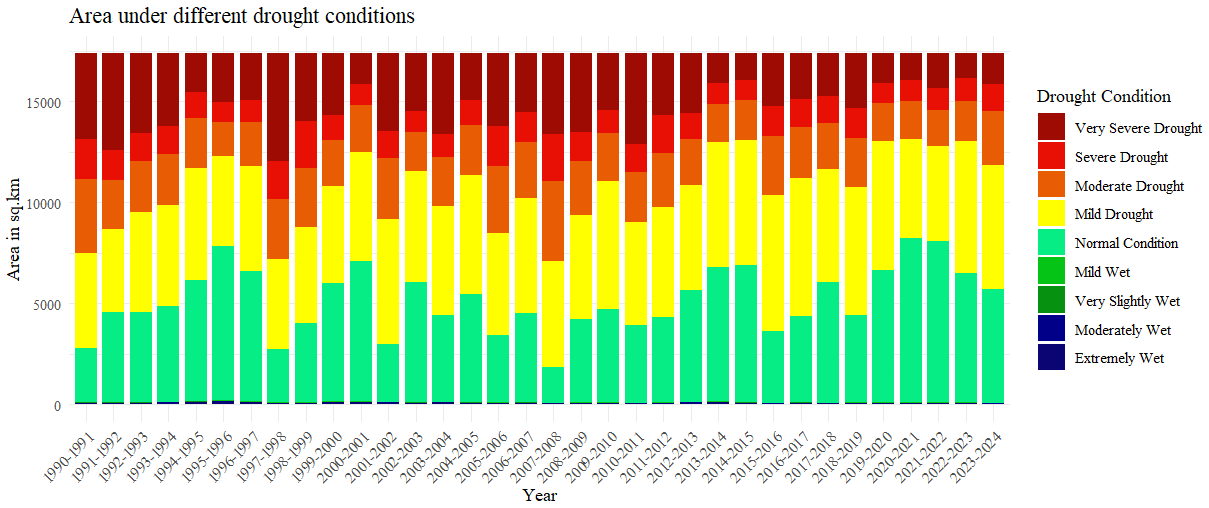 Area under different drought conditions
Area in sq.km
15000
10000
5000
0
1990-1991
1991-1992
1992-1993
1993-1994
1994-1995
1995-1996
1996-1997
1997-1998
1998-1999
1999-2000
2000-2001
2001-2002
2002-2003
2003-2004
2004-2005
2005-2006
2006-2007
2007-2008
2008-2009
2009-2010
2010-2011
2011-2012
2012-2013
2013-2014
2014-2015
2015-2016
2016-2017
2017-2018
2018-2019
2019-2020
2020-2021
2021-2022
2022-2023
2023-2024
Year
Drought Condition
Very Severe Drought
Severe Drought
Moderate Drought
Mild Drought
Normal Condition
Mild Wet
Very Slightly Wet
Moderately Wet
Extremely Wet